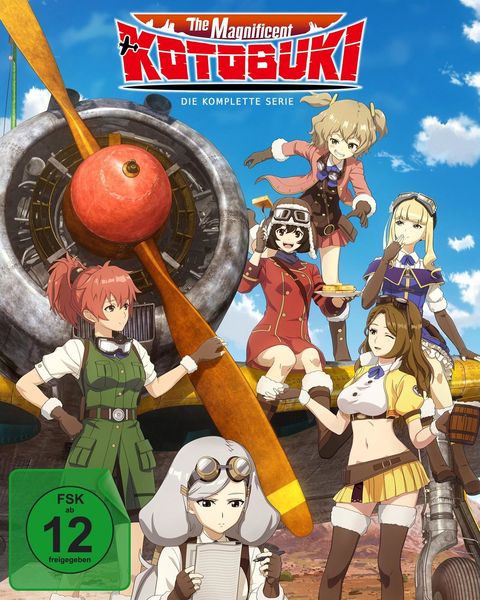 The Magnificent
KOTOBUKI
DIE KOMPLETTE SERIE
FSK
ab
12
freigegeben